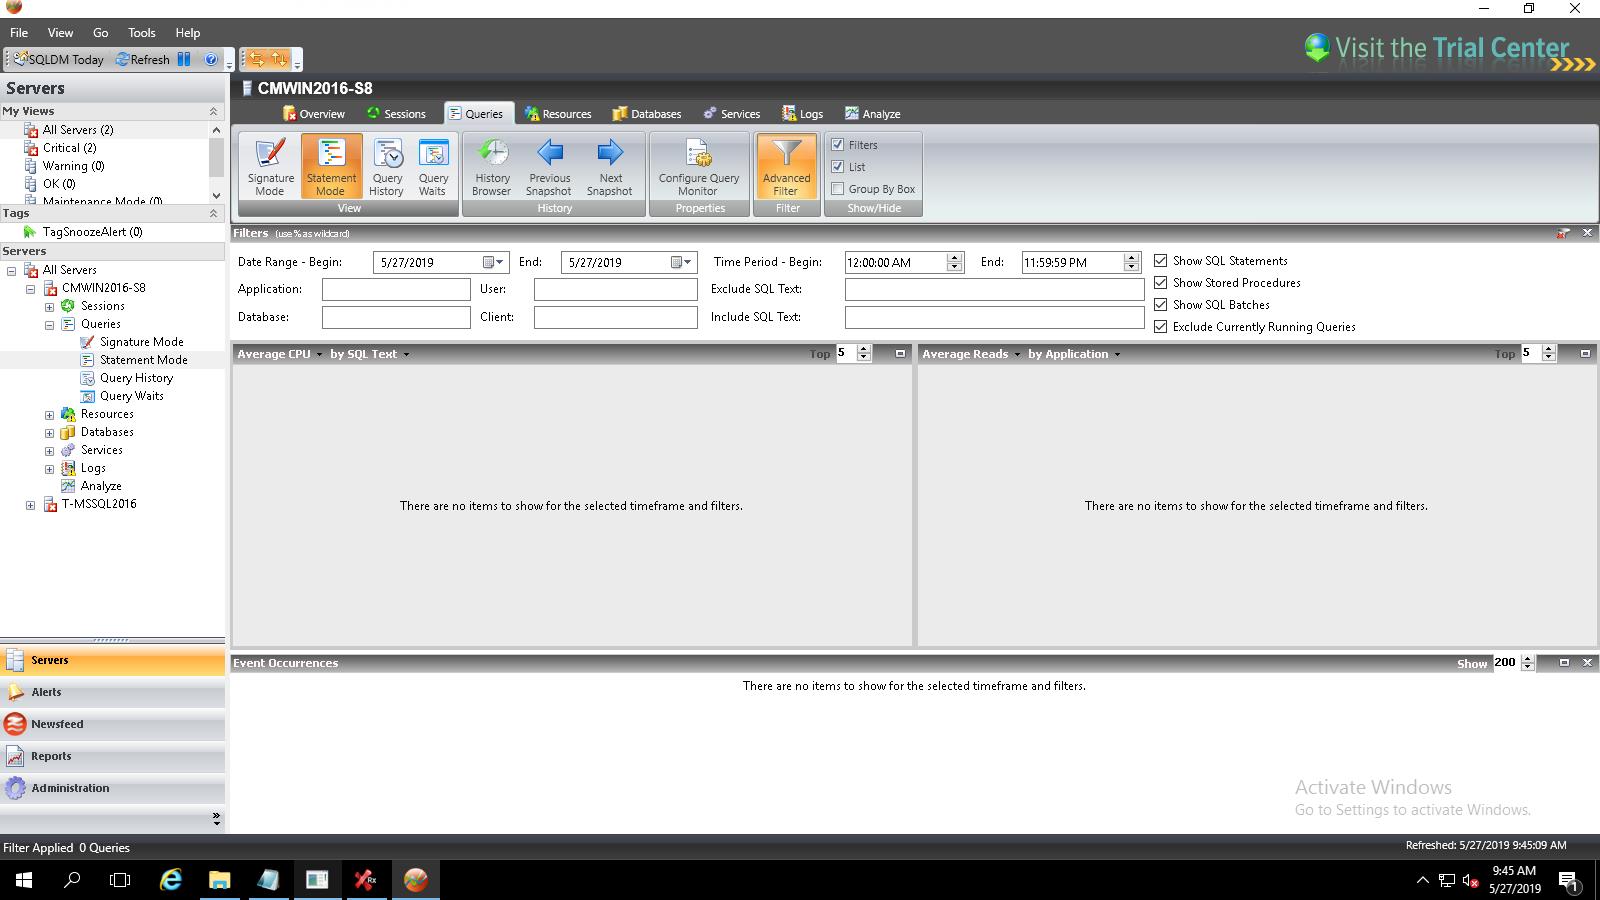 File View Go Tools Help
SQLDM Today Refresh
Visit the Trial Center
Servers
My Views
All Servers (2)
Critical (2)
Warning (0)
OK (0)
Maintenance Mode (0)
Tags
TagSnoozeAlert (0)
Servers
All Servers
CMWIN2016-S8
Sessions
Queries
Signature Mode
Statement Mode
Query History
Query Waits
Resources
Databases
Services
Logs
Analyze
T-MSSQL2016
Servers
Alerts
Newsfeed
Reports
Administration
CMWIN2016-S8
Overview Sessions Queries Resources Databases Services Logs Analyze
Signature Mode
Statement Mode
Query History
Query Waits
View
History Browser
Previous Snapshot
Next Snapshot
History
Configure Query Monitor
Properties
Advanced Filter
Filter
Filters
List
Group By Box
Show/Hide
Filters (use % as wildcard)
Date Range - Begin: 5/27/2019 End: 5/27/2019 Time Period - Begin: 12:00:00 AM End: 11:59:59 PM Show SQL Statements
Show Stored Procedures
Application: User: Exclude SQL Text:
Show SQL Batches
Database: Client: Include SQL Text:
Exclude Currently Running Queries
Average CPU by SQL Text Top 5
Average Reads by Application Top 5
There are no items to show for the selected timeframe and filters.
There are no items to show for the selected timeframe and filters.
Event Occurrences Show 200
There are no items to show for the selected timeframe and filters.
Activate Windows
Go to Settings to activate Windows.
Filter Applied 0 Queries
Refreshed: 5/27/2019 9:45:09 AM
Rx
9:45 AM
5/27/2019
1